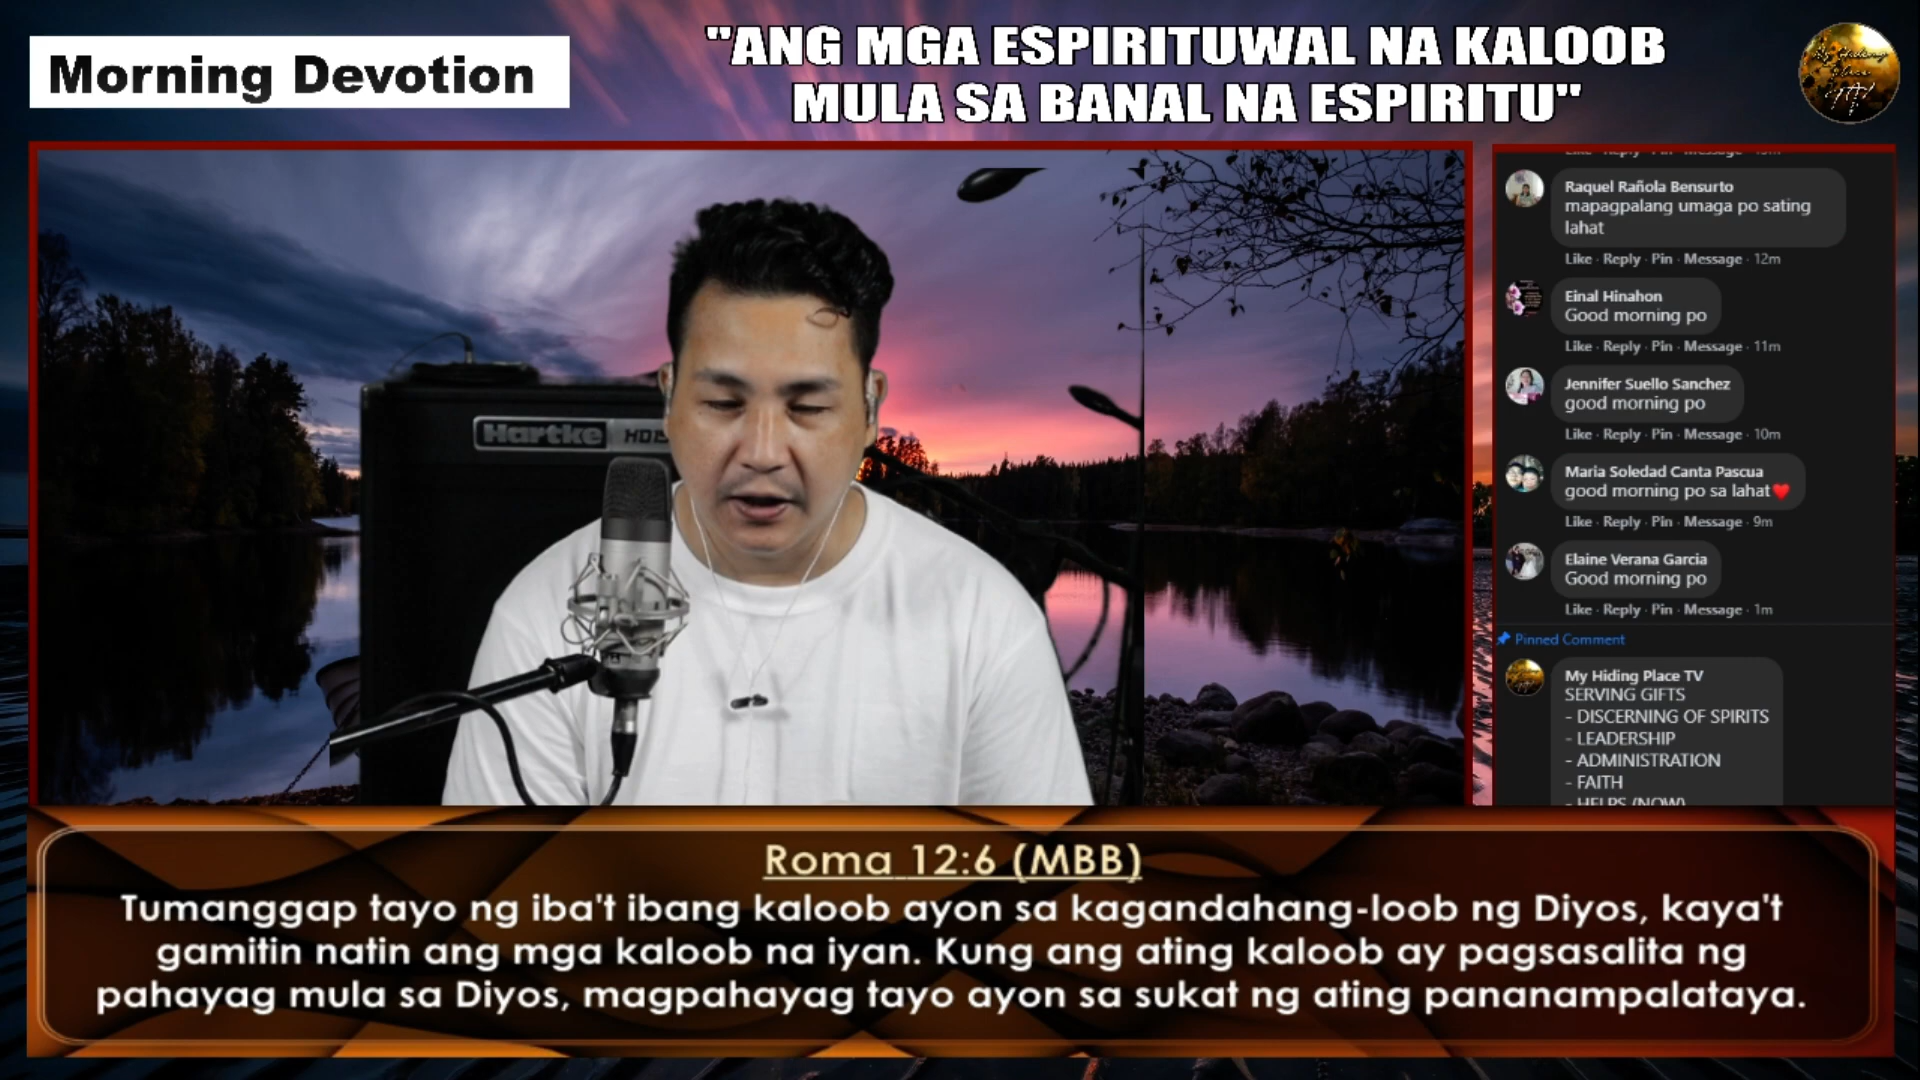 Morning Devotion
"ANG MGA ESPIRITUWAL NA KALOOB
MULA SA BANAL NA ESPIRITU"
My Hiding
Place
Hartke HD15
Raquel Rañola Bensurto
mapagpalang umaga po sating
lahat
Like · Reply · Pin · Message · 12m
Einal Hinahon
Good morning po
Like · Reply · Pin · Message · 11m
Jennifer Suello Sanchez
good morning po
Like · Reply · Pin · Message · 10m
Maria Soledad Canta Pascua
good morning po sa lahat❤
Like · Reply · Pin · Message · 9m
Elaine Verana Garcia
Good morning po
Like · Reply · Pin · Message · 1m
Pinned Comment
My Hiding Place TV
SERVING GIFTS
- DISCERNING OF SPIRITS
- LEADERSHIP
- ADMINISTRATION
- FAITH
- HELPS (NOW)
Roma 12:6 (MBB)
Tumanggap tayo ng iba't ibang kaloob ayon sa kagandahang-loob ng Diyos, kaya't
gamitin natin ang mga kaloob na iyan. Kung ang ating kaloob ay pagsasalita ng
pahayag mula sa Diyos, magpahayag tayo ayon sa sukat ng ating pananampalataya.